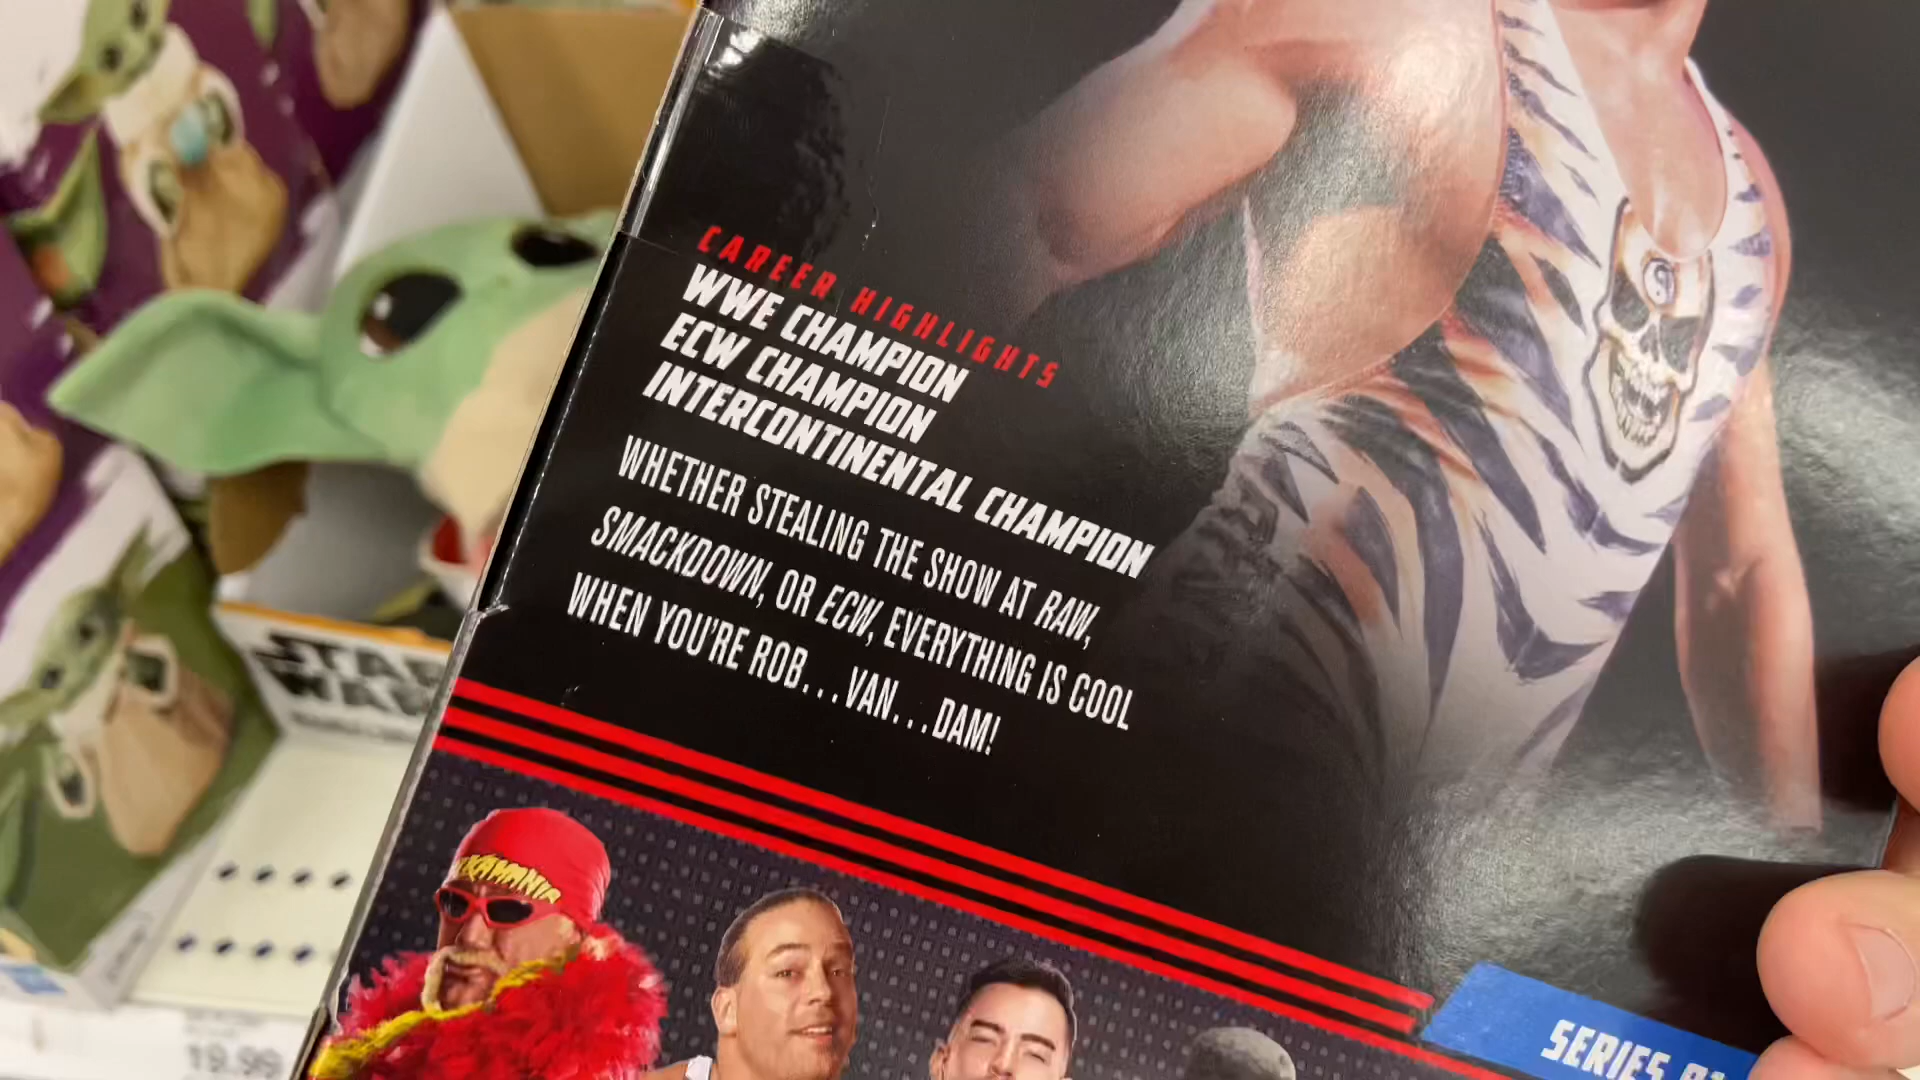 CAREER HIGHLIGHTS
WWE CHAMPION
ECW CHAMPION
INTERCONTINENTAL CHAMPION
WHETHER STEALING THE SHOW AT RAW,
SMACKDOWN, OR ECW, EVERYTHING IS COOL
WHEN YOU'RE ROB...VAN...DAM!
STAR
WARS
19.99
SERIES